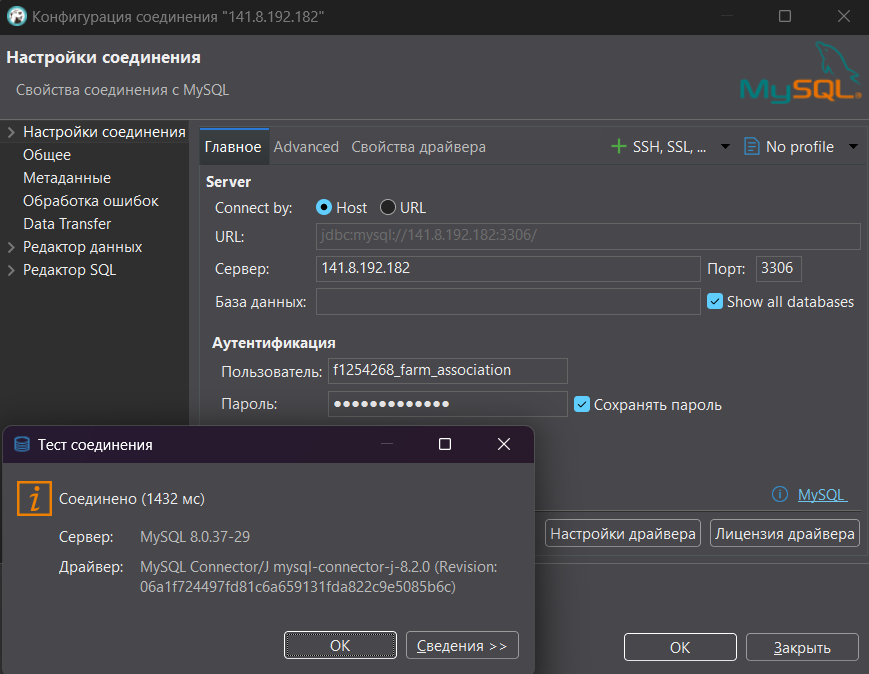 Конфигурация соединения "141.8.192.182"
Настройки соединения
Свойства соединения с MySQL
MySQL
Настройки соединения
Общее
Метаданные
Обработка ошибок
Data Transfer
Редактор данных
Редактор SQL
Главное Advanced Свойства драйвера SSH, SSL, ... No profile
Server
Connect by: Host URL
URL: jdbc:mysql://141.8.192.182:3306/
Сервер: 141.8.192.182 Порт: 3306
База данных: Show all databases
Аутентификация
Пользователь: f1254268_farm_association
Пароль: ●●●●●●●●●●●●● Сохранять пароль
MySQL
Настройки драйвера Лицензия драйвера
OK Закрыть
Тест соединения
Соединено (1432 мс)
Сервер: MySQL 8.0.37-29
Драйвер: MySQL Connector/J mysql-connector-j-8.2.0 (Revision:
06a1f724497fd81c6a659131fda822c9e5085b6c)
OK Сведения >>